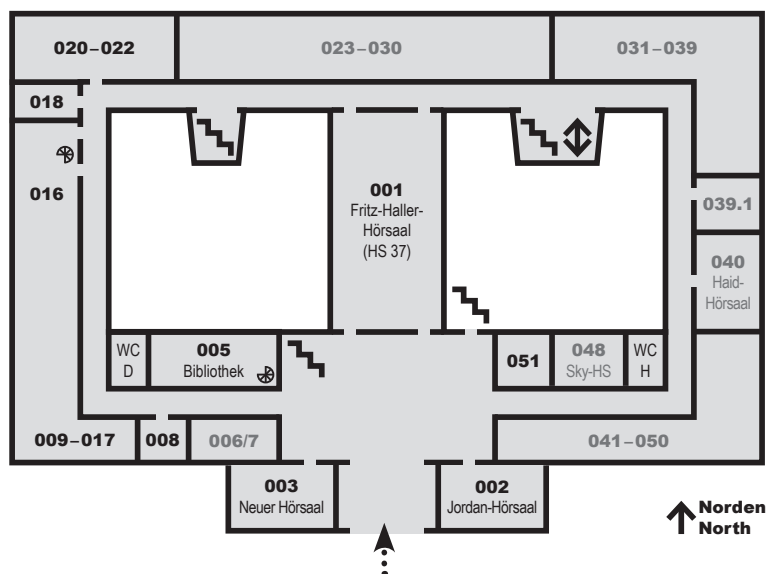 020–022
023–030
031–039
018
016
001
Fritz-Haller-
Hörsaal
(HS 37)
039.1
040
Haid-
Hörsaal
WC
D
005
Bibliothek
051
048
Sky-HS
WC
H
009–017
008
006/7
041–050
003
Neuer Hörsaal
002
Jordan-Hörsaal
Norden
North